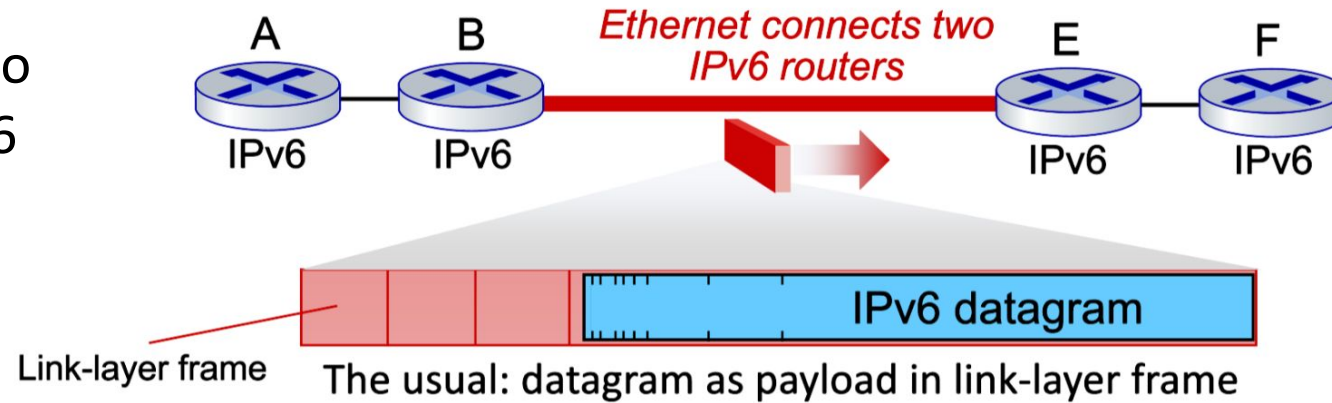 o
6
A
B
Ethernet connects two
IPv6 routers
E
F
IPv6
IPv6
IPv6
IPv6
IPv6 datagram
Link-layer frame
The usual: datagram as payload in link-layer frame